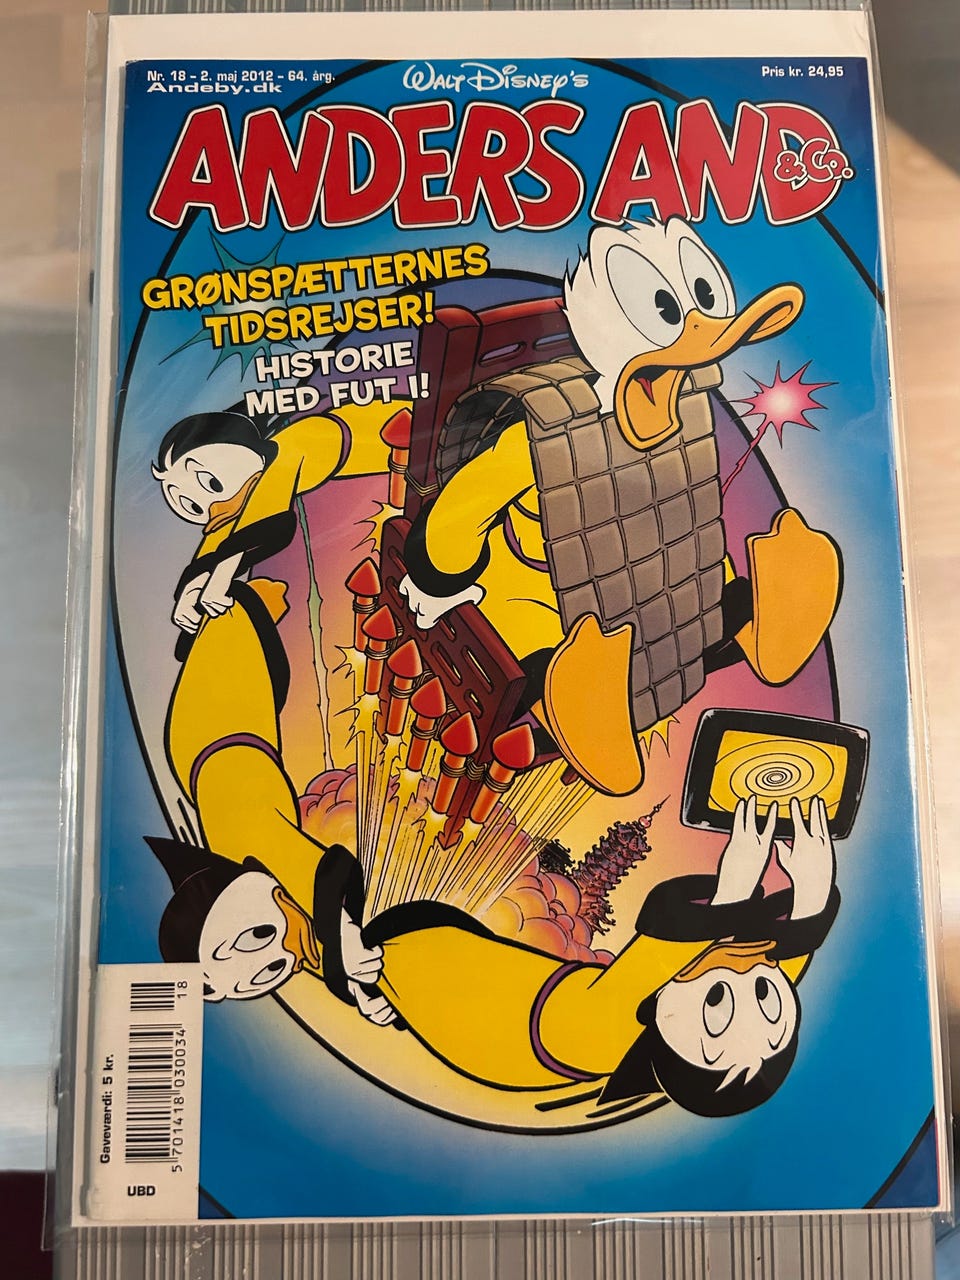 Nr. 18 - 2. maj 2012 - 64. årg.
Andeby.dk
WALT DISNEY'S
Pris kr. 24,95
ANDERS AND
& Co.
GRØNSPÆTTERNES
TIDSREJSER!
HISTORIE
MED FUT I!
Gaveværdi: 5 kr.
5 701418 030034
18
UBD